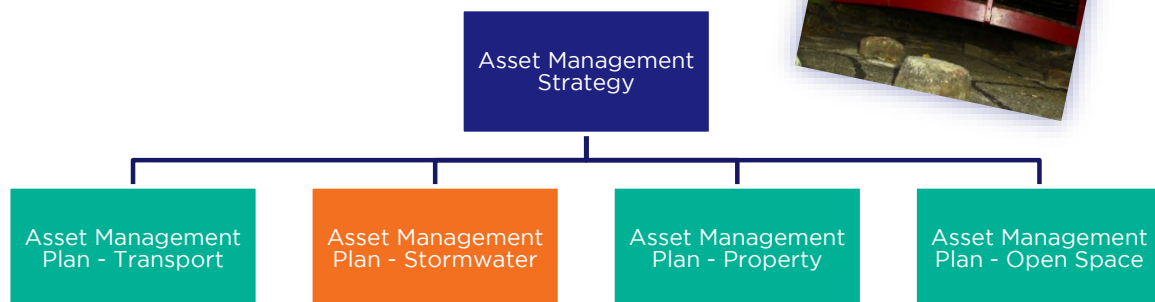 Asset Management
Strategy
Asset Management
Plan - Transport
Asset Management
Plan - Stormwater
Asset Management
Plan - Property
Asset Management
Plan - Open Space